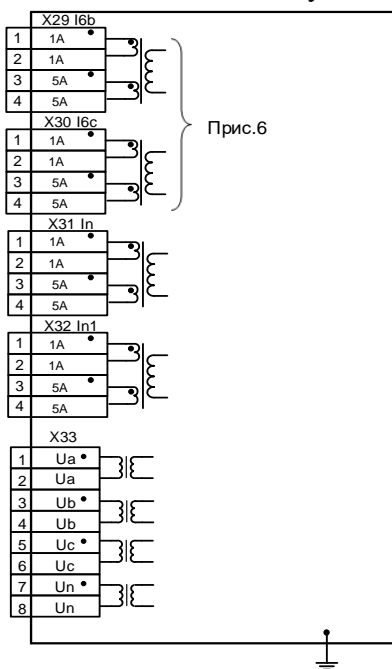 X29 I6b
1 1A
2 1A
3 5A
4 5A
X30 I6c
1 1A
2 1A
3 5A
4 5A
Прис.6
X31 In
1 1A
2 1A
3 5A
4 5A
X32 In1
1 1A
2 1A
3 5A
4 5A
X33
1 Ua
2 Ua
3 Ub
4 Ub
5 Uc
6 Uc
7 Un
8 Un